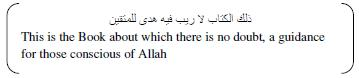 ذلك الكتاب لا ريب فيه هدى للمتقين
This is the Book about which there is no doubt, a guidance
for those conscious of Allah